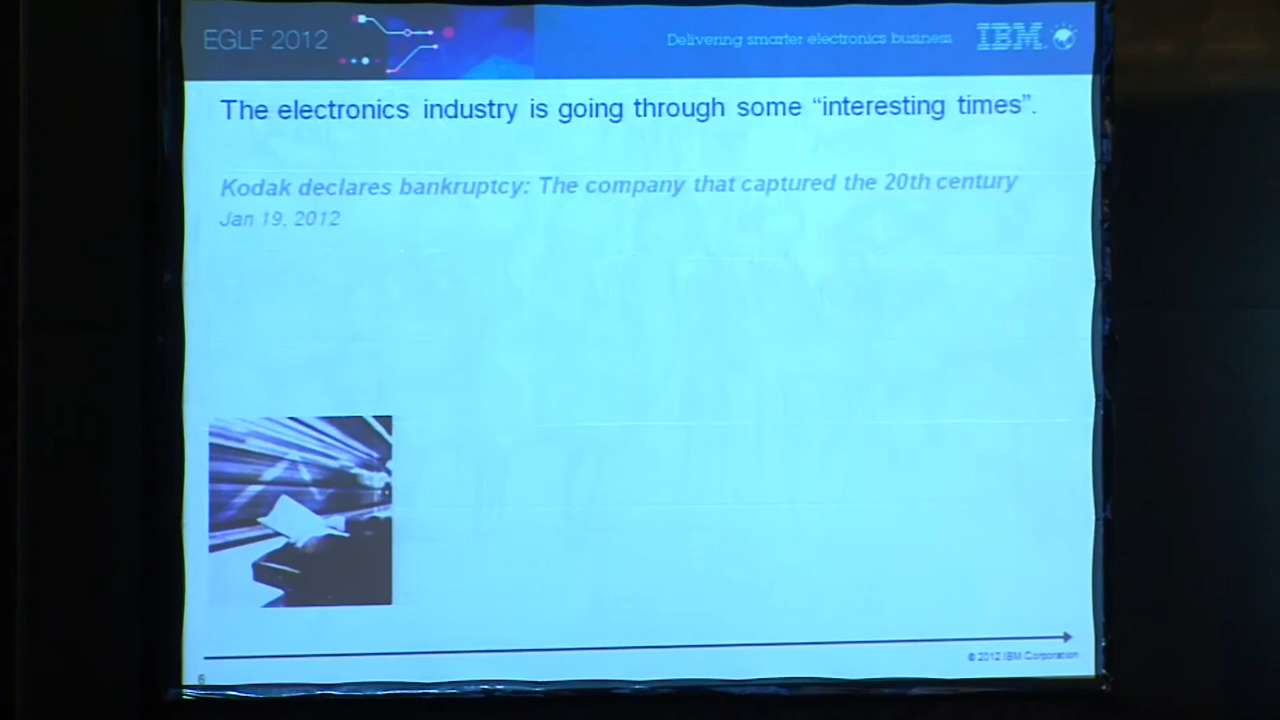 EGLF 2012
Delivering smarter electronics business
IBM
The electronics industry is going through some “interesting times”.
Kodak declares bankruptcy: The company that captured the 20th century
Jan 19, 2012
© 2012 IBM Corporation
6